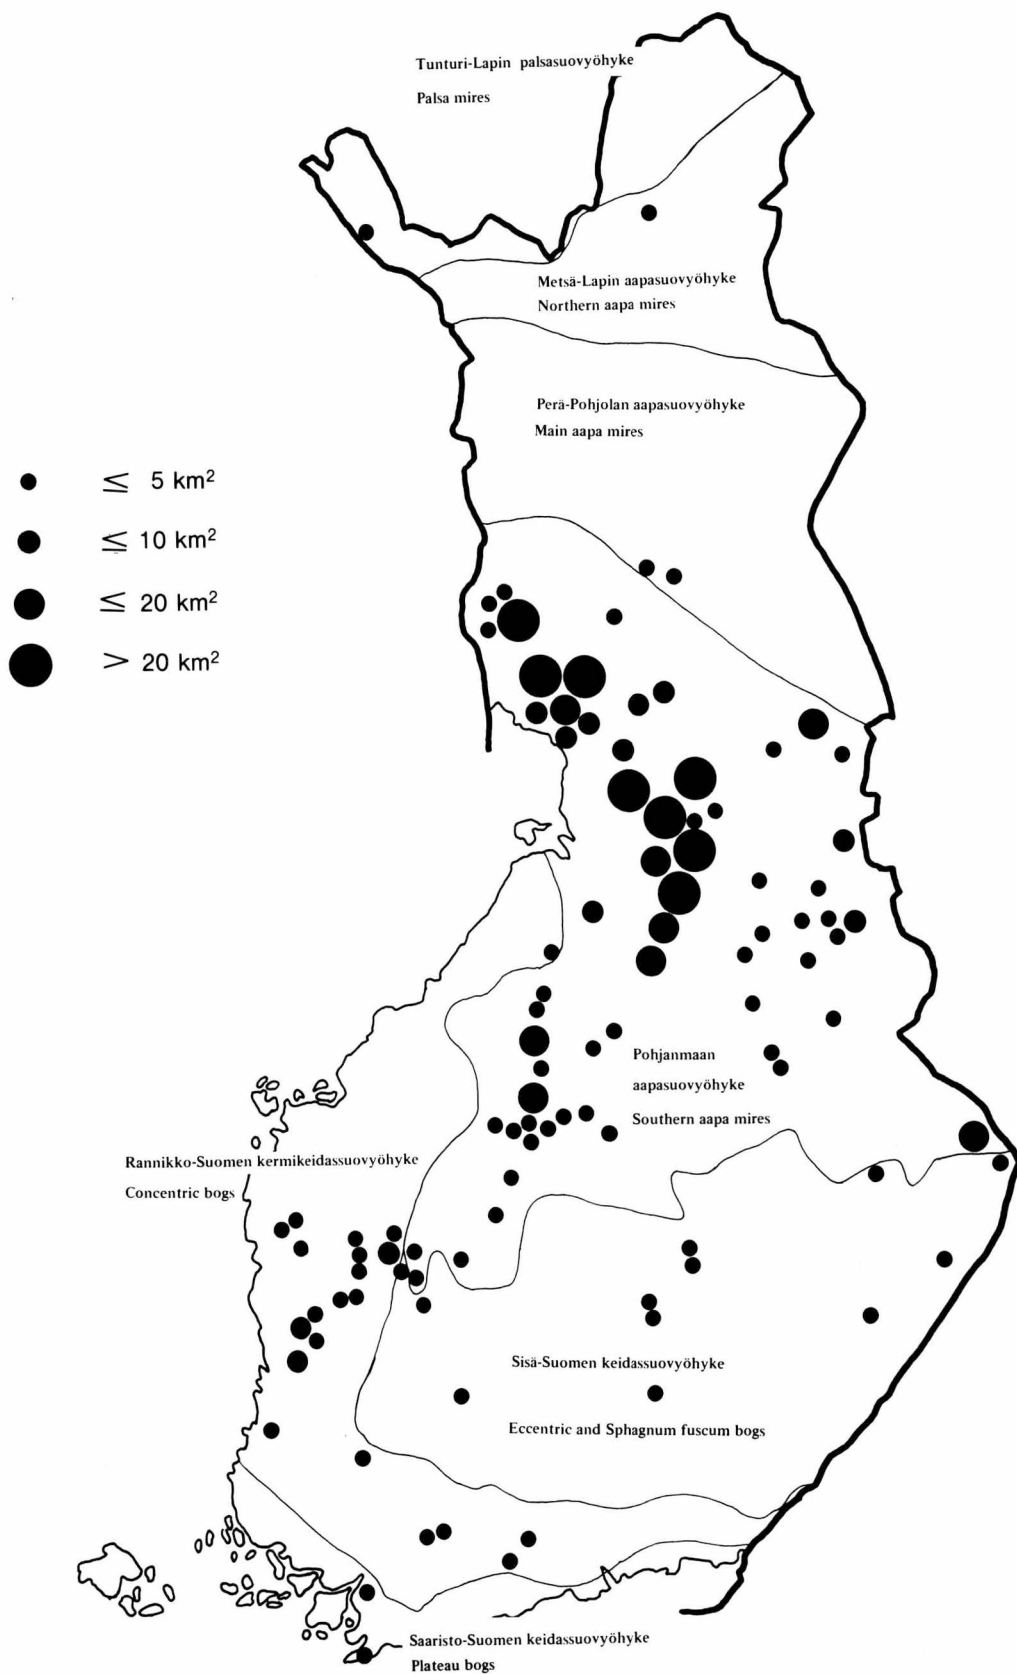 Tunturi-Lapin palsasuovyöhyke
Palsa mires
Metsä-Lapin aapasuovyöhyke
Northern aapa mires
Perä-Pohjolan aapasuovyöhyke
Main aapa mires
≦ 5 km²
≦ 10 km²
≦ 20 km²
> 20 km²
Pohjanmaan
aapasuovyöhyke
Southern aapa mires
Rannikko-Suomen kermikeidassuovyöhyke
Concentric bogs
Sisä-Suomen keidassuovyöhyke
Eccentric and Sphagnum fuscum bogs
Saaristo-Suomen keidassuovyöhyke
Plateau bogs